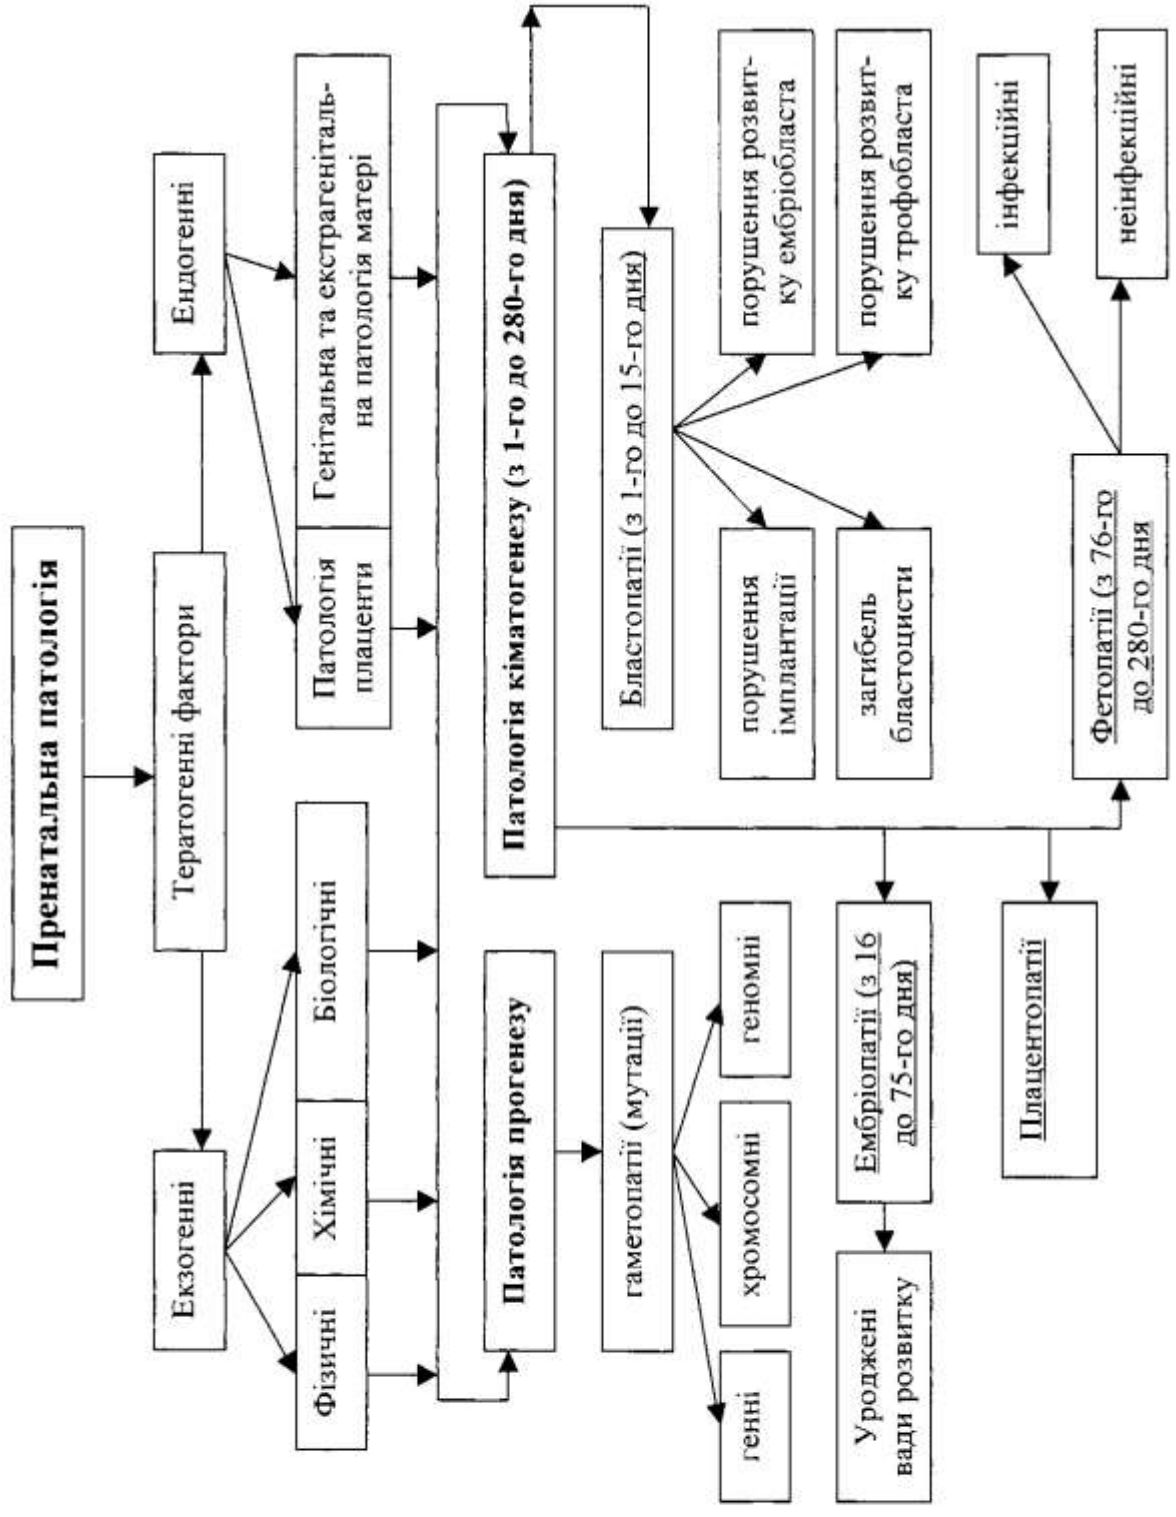 Пренатальна патологія
Тератогенні фактори
Екзогенні
Ендогенні
Фізичні
Хімічні
Біологічні
Патологія
плаценти
Генітальна та екстрагеніталь-
на патологія матері
Патологія прогенезу
Патологія кіматогенезу (з 1-го до 280-го дня)
гаметопатії (мутації)
Бластопатії (з 1-го до 15-го дня)
генні
хромосомні
геномні
порушення
імплантації
порушення розвит-
ку ембріобласта
загибель
бластоцисти
порушення розвит-
ку трофобласта
Уроджені
вади розвитку
Ембріопатії (з 16
до 75-го дня)
Плацентопатії
Фетопатії (з 76-го
до 280-го дня
інфекційні
неінфекційні